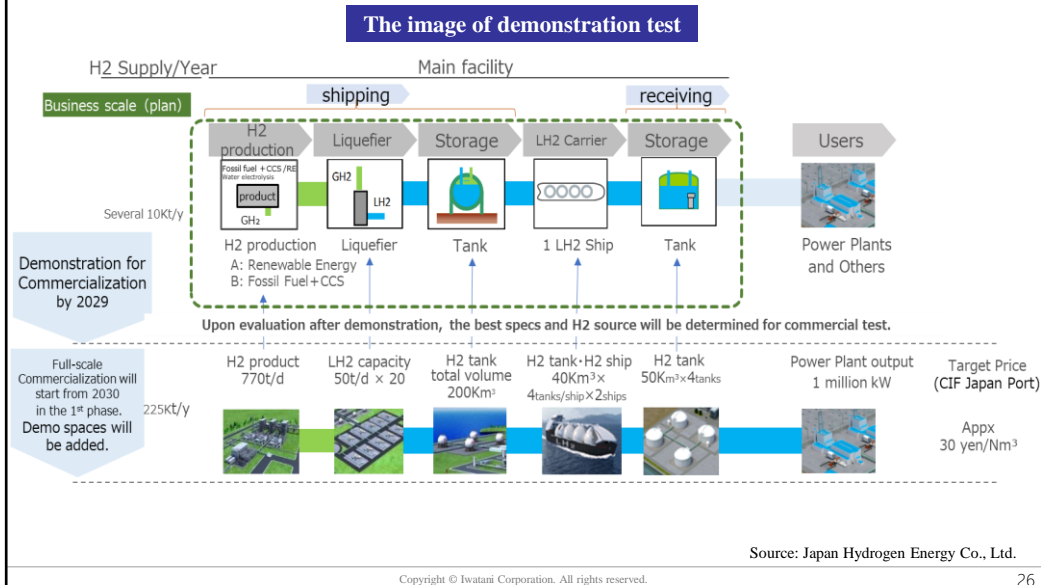 The image of demonstration test
H2 Supply/Year
Main facility
Business scale (plan)
shipping
receiving
H2
production
Liquefier
Storage
LH2 Carrier
Storage
Users
Fossil fuel +CCS /RE
Water electrolysis
product
GH₂
GH2
LH2
Several 10Kt/y
H2 production
A: Renewable Energy
B: Fossil Fuel+CCS
Liquefier
Tank
1 LH2 Ship
Tank
Power Plants
and Others
Demonstration for
Commercialization
by 2029
Upon evaluation after demonstration, the best specs and H2 source will be determined for commercial test.
Full-scale
Commercialization will
start from 2030
in the 1st phase.
Demo spaces will
be added.
225Kt/y
H2 product
770t/d
LH2 capacity
50t/d × 20
H2 tank
total volume
200Km³
H2 tank・H2 ship
40Km³×
4tanks/ship×2ships
H2 tank
50Km³×4tanks
Power Plant output
1 million kW
Target Price
(CIF Japan Port)
Appx
30 yen/Nm³
Source: Japan Hydrogen Energy Co., Ltd.
Copyright © Iwatani Corporation. All rights reserved.
26